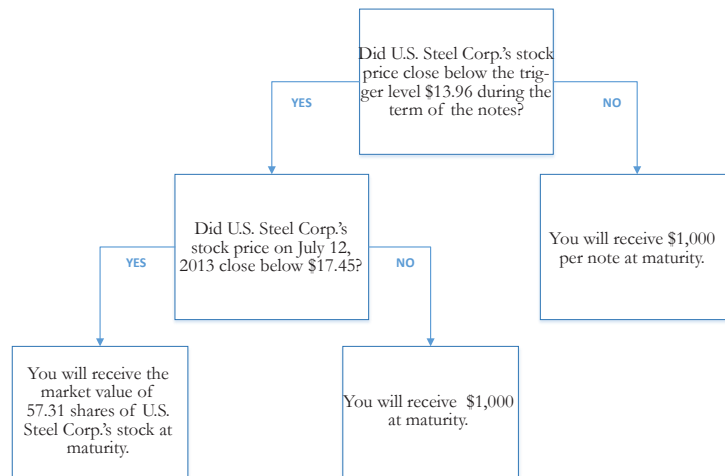 Did U.S. Steel Corp.'s stock
price close below the trig-
ger level $13.96 during the
term of the notes?
YES
NO
Did U.S. Steel Corp.'s
stock price on July 12,
2013 close below $17.45?
You will receive $1,000
per note at maturity.
YES
NO
You will receive the
market value of
57.31 shares of U.S.
Steel Corp.'s stock at
maturity.
You will receive $1,000
at maturity.